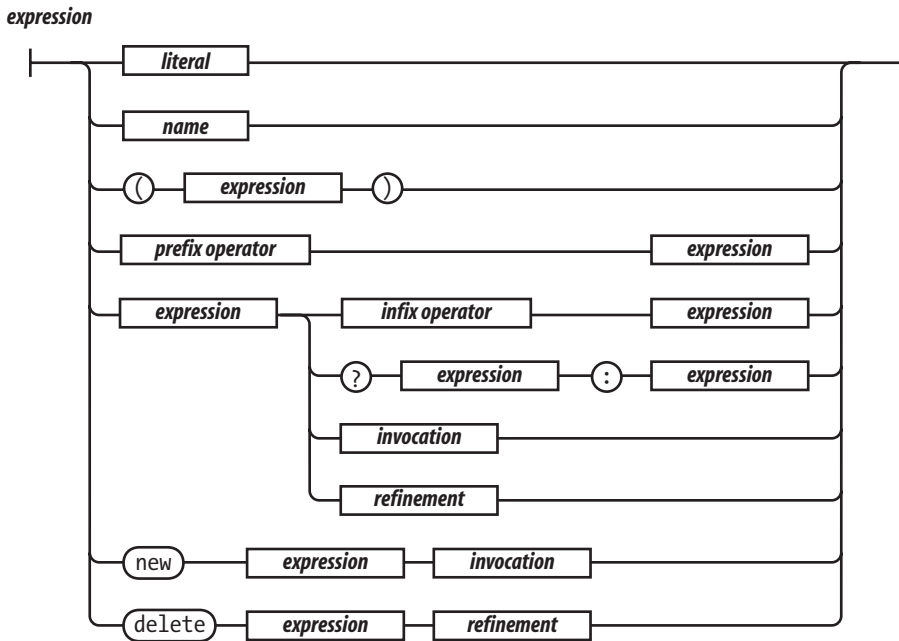 expression
literal
name
( expression )
prefix operator expression
expression infix operator expression
? expression : expression
invocation
refinement
new expression invocation
delete expression refinement